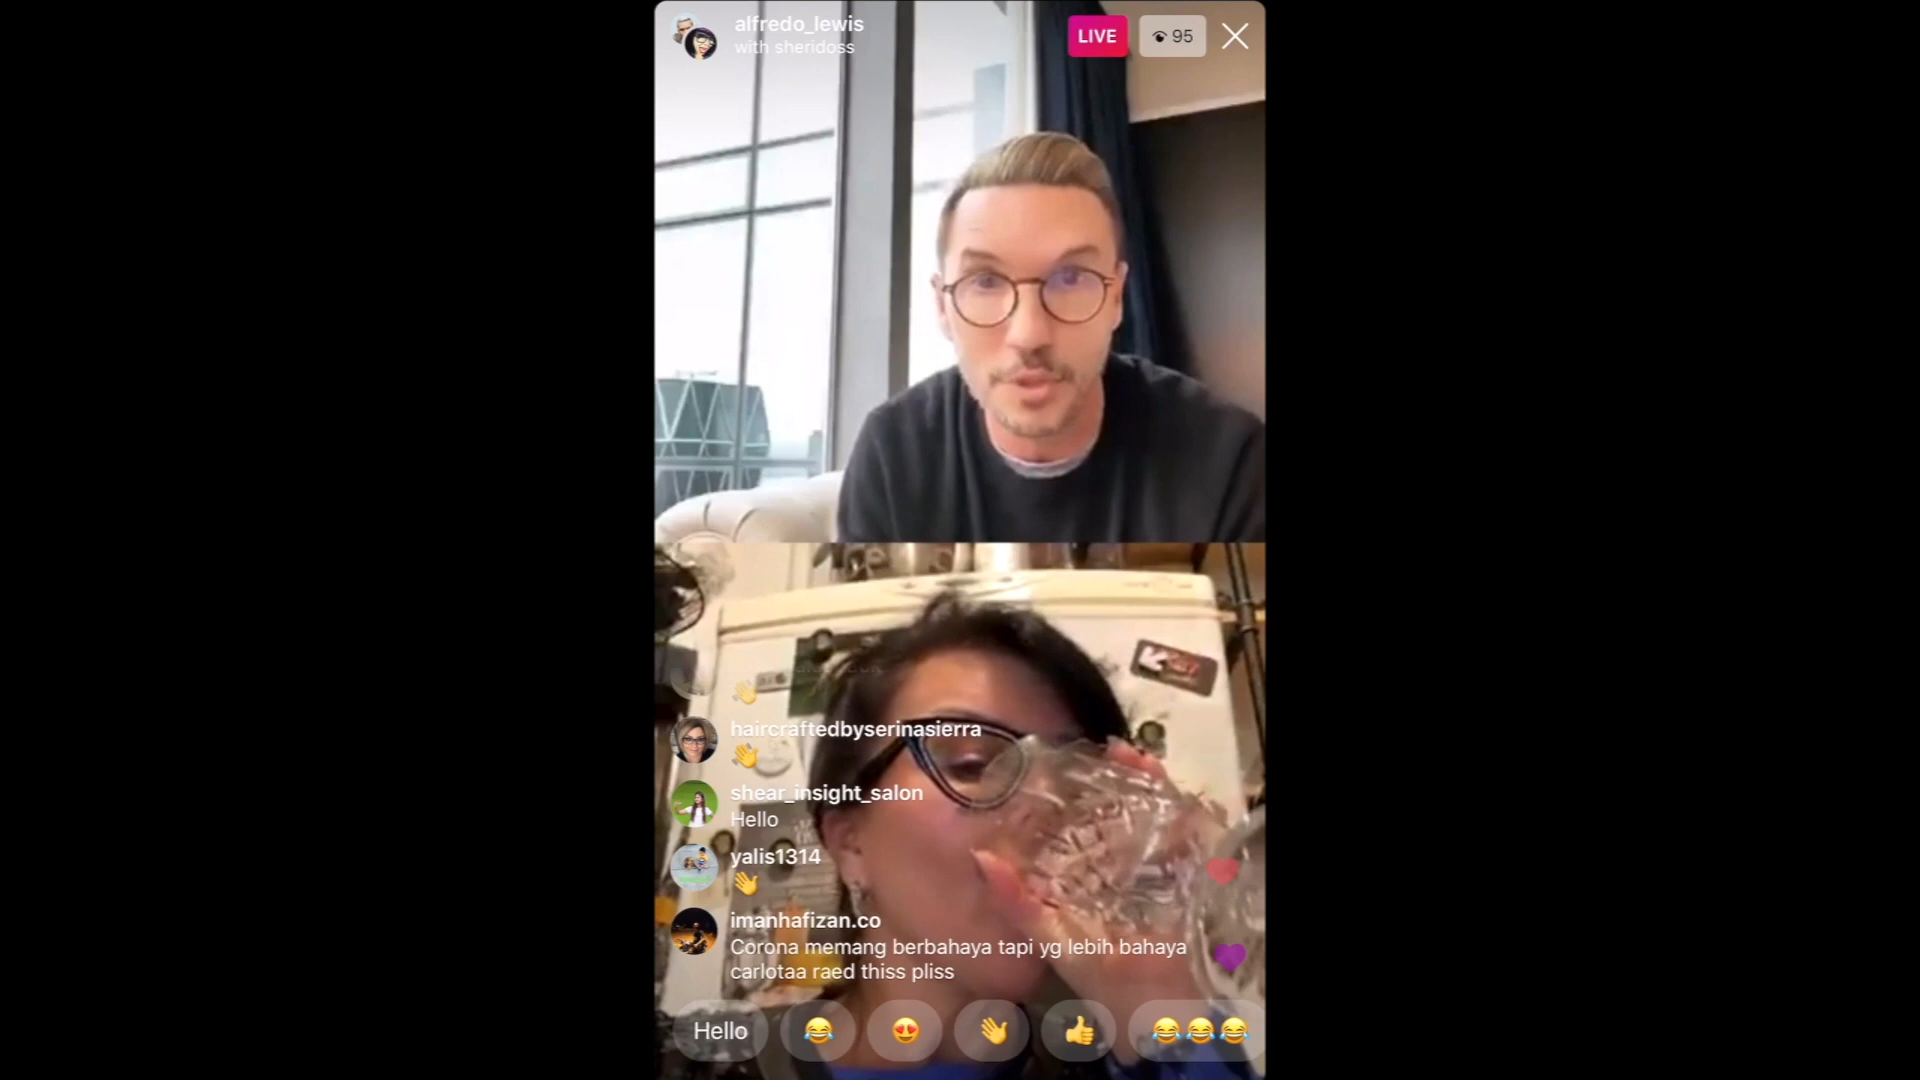 alfredo_lewis
with sheridoss
LIVE
95
haircraftedbyserinasierra
shear_insight_salon
Hello
yalis1314
imanhafizan.co
Corona memang berbahaya tapi yg lebih bahaya
carlotaa raed thiss pliss
Hello